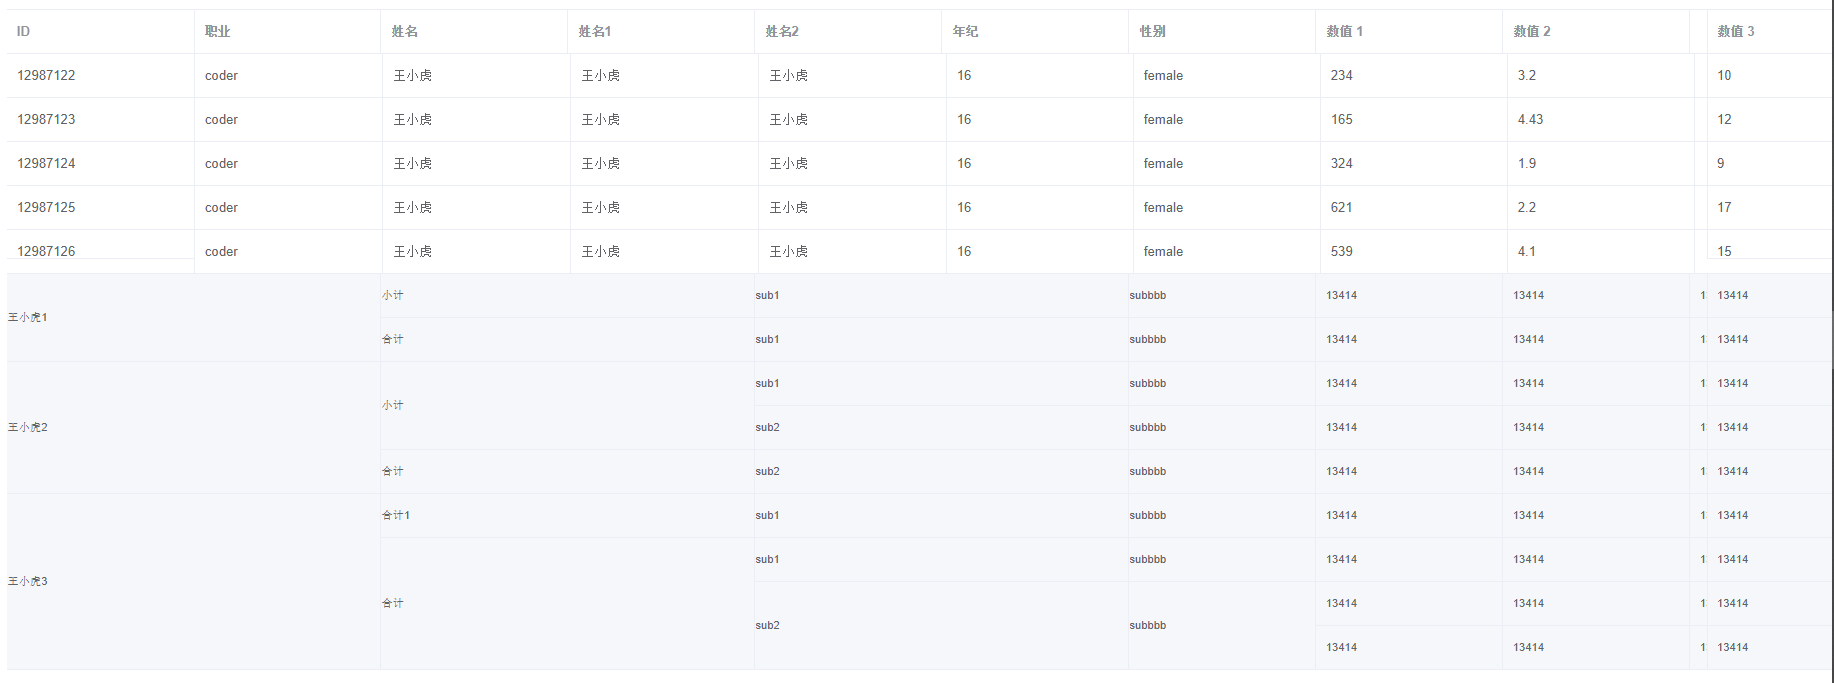 ID 职业 姓名 姓名1 姓名2 年纪 性别 数值 1 数值 2 数值 3
12987122 coder 王小虎 王小虎 王小虎 16 female 234 3.2 10
12987123 coder 王小虎 王小虎 王小虎 16 female 165 4.43 12
12987124 coder 王小虎 王小虎 王小虎 16 female 324 1.9 9
12987125 coder 王小虎 王小虎 王小虎 16 female 621 2.2 17
12987126 coder 王小虎 王小虎 王小虎 16 female 539 4.1 15
王小虎1 小计 sub1 subbbb 13414 13414 1 13414
合计 sub1 subbbb 13414 13414 1 13414
王小虎2 小计 sub1 subbbb 13414 13414 1 13414
sub2 subbbb 13414 13414 1 13414
合计 sub2 subbbb 13414 13414 1 13414
王小虎3 合计1 sub1 subbbb 13414 13414 1 13414
合计 sub1 subbbb 13414 13414 1 13414
sub2 subbbb 13414 13414 1 13414
13414 13414 1 13414